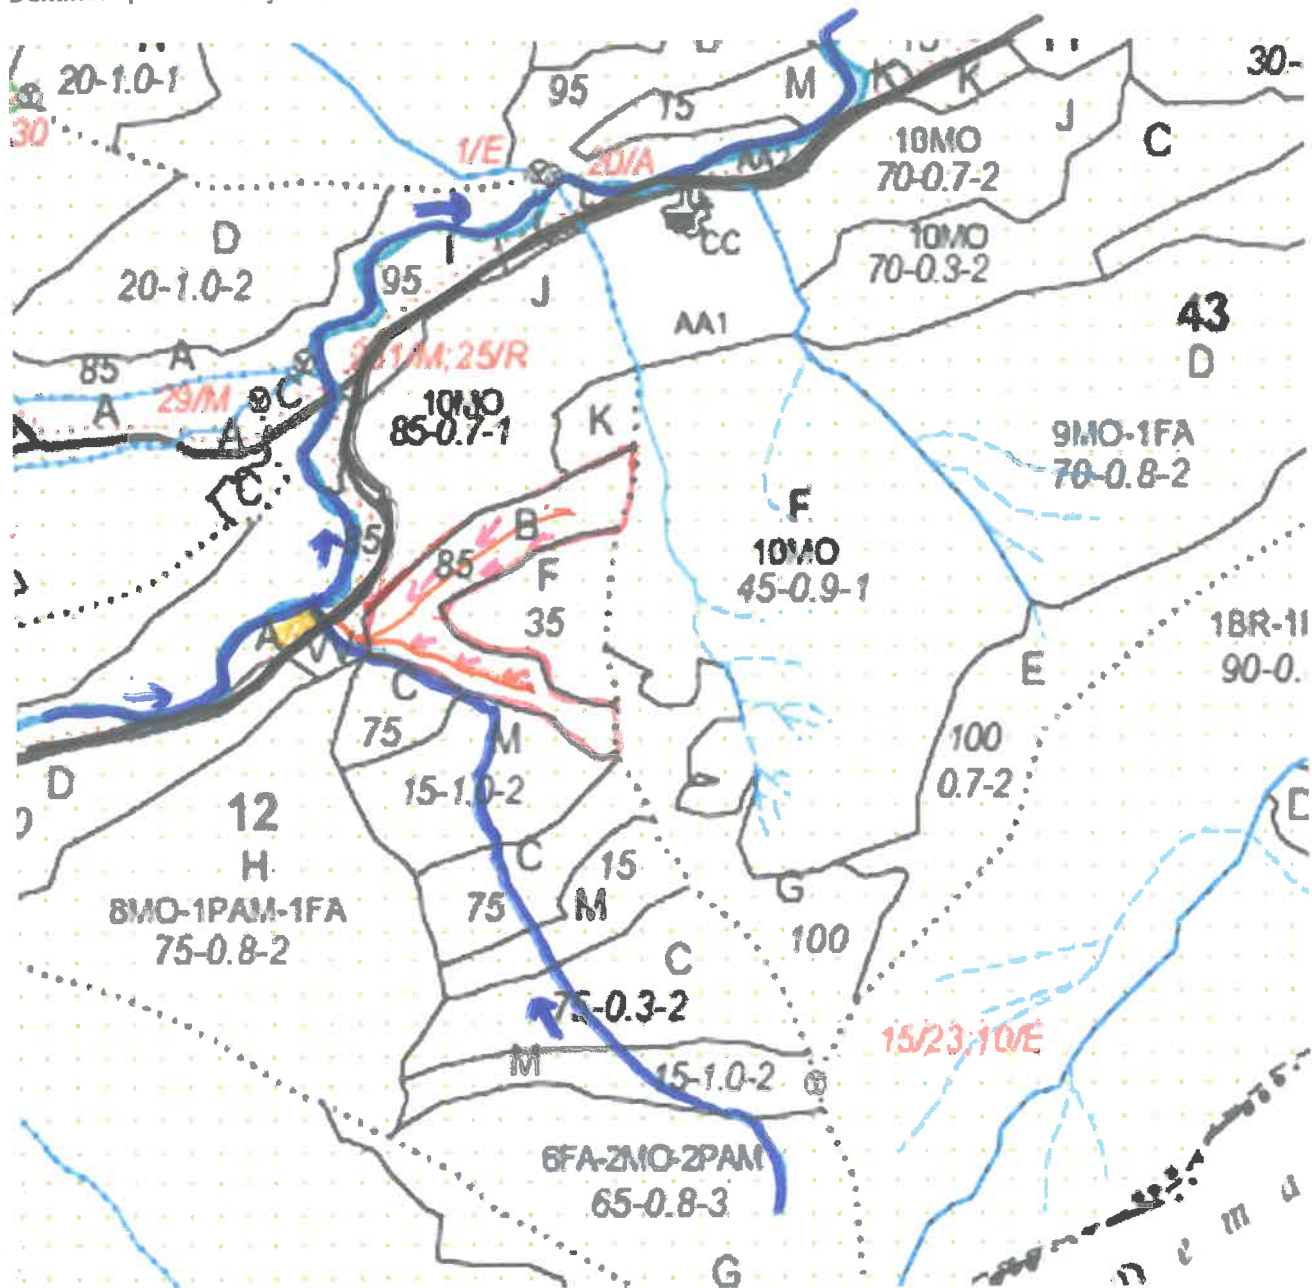 20-1.0-1
30
95
15
M
K
K
J
C
30-
1/E
20/A
AA2
10MO
70-0.7-2
D
20-1.0-2
I
95
J
CC
10MO
70-0.3-2
AA1
43
D
85
A
A
29/M
C
A
C
10MO
85-0.7-1
K
9MO-1FA
70-0.8-2
F
10MO
45-0.9-1
85
B
85
F
35
1BR-1
90-0.
A
V
C
75
M
15-1.0-2
E
100
0.7-2
D
12
H
8MO-1PAM-1FA
75-0.8-2
C
75
15
M
G
100
C
75-0.3-2
M
15-1.0-2
15/23;10/E
6FA-2MO-2PAM
65-0.8-3
G
e m a